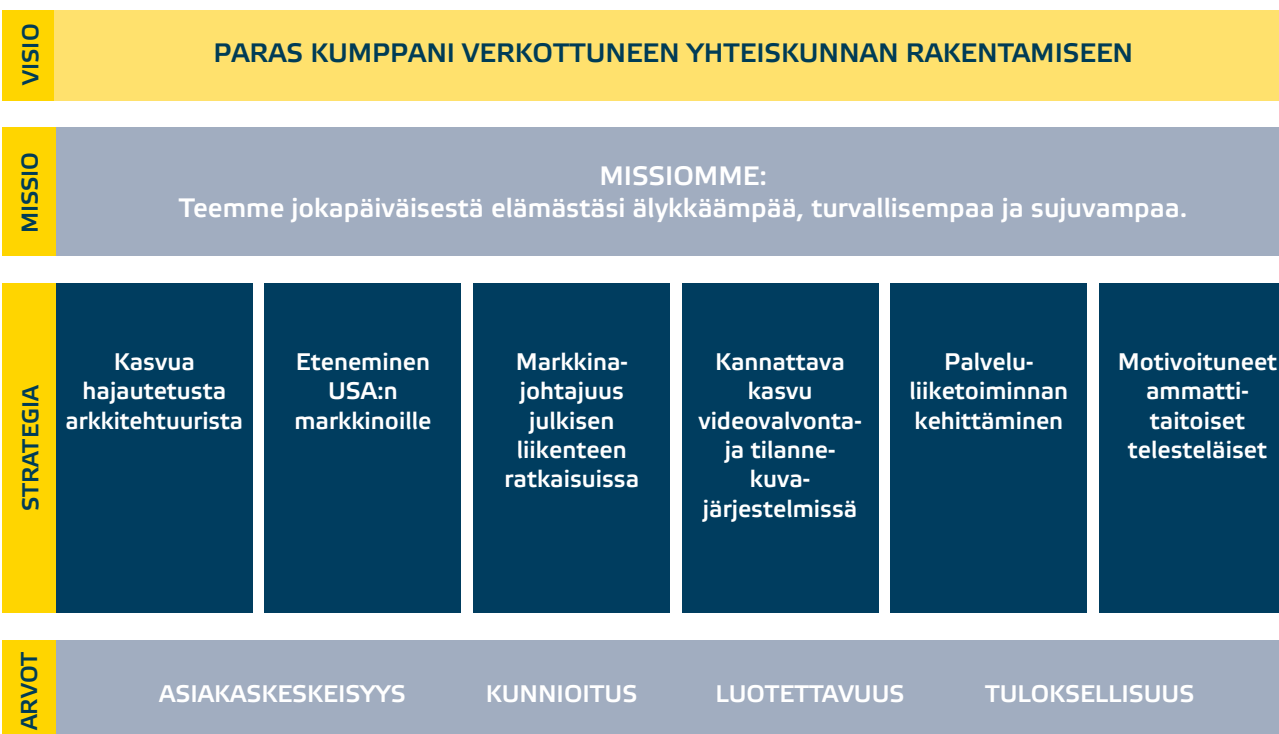 VISIO
PARAS KUMPPANI VERKOTTUNEEN YHTEISKUNNAN RAKENTAMISEEN
MISSIO
MISSIOMME:
Teemme jokapäiväisestä elämästäsi älykkäämpää, turvallisempaa ja sujuvampaa.
STRATEGIA
Kasvua
hajautetusta
arkkitehtuurista
Eteneminen
USA:n
markkinoille
Markkina-
johtajuus
julkisen
liikenteen
ratkaisuissa
Kannattava
kasvu
videovalvonta-
ja tilanne-
kuva-
järjestelmissä
Palvelu-
liiketoiminnan
kehittäminen
Motivoituneet
ammatti-
taitoiset
telesteläiset
ARVOT
ASIAKASKESKEISYYS KUNNIOITUS LUOTETTAVUUS TULOKSELLISUUS